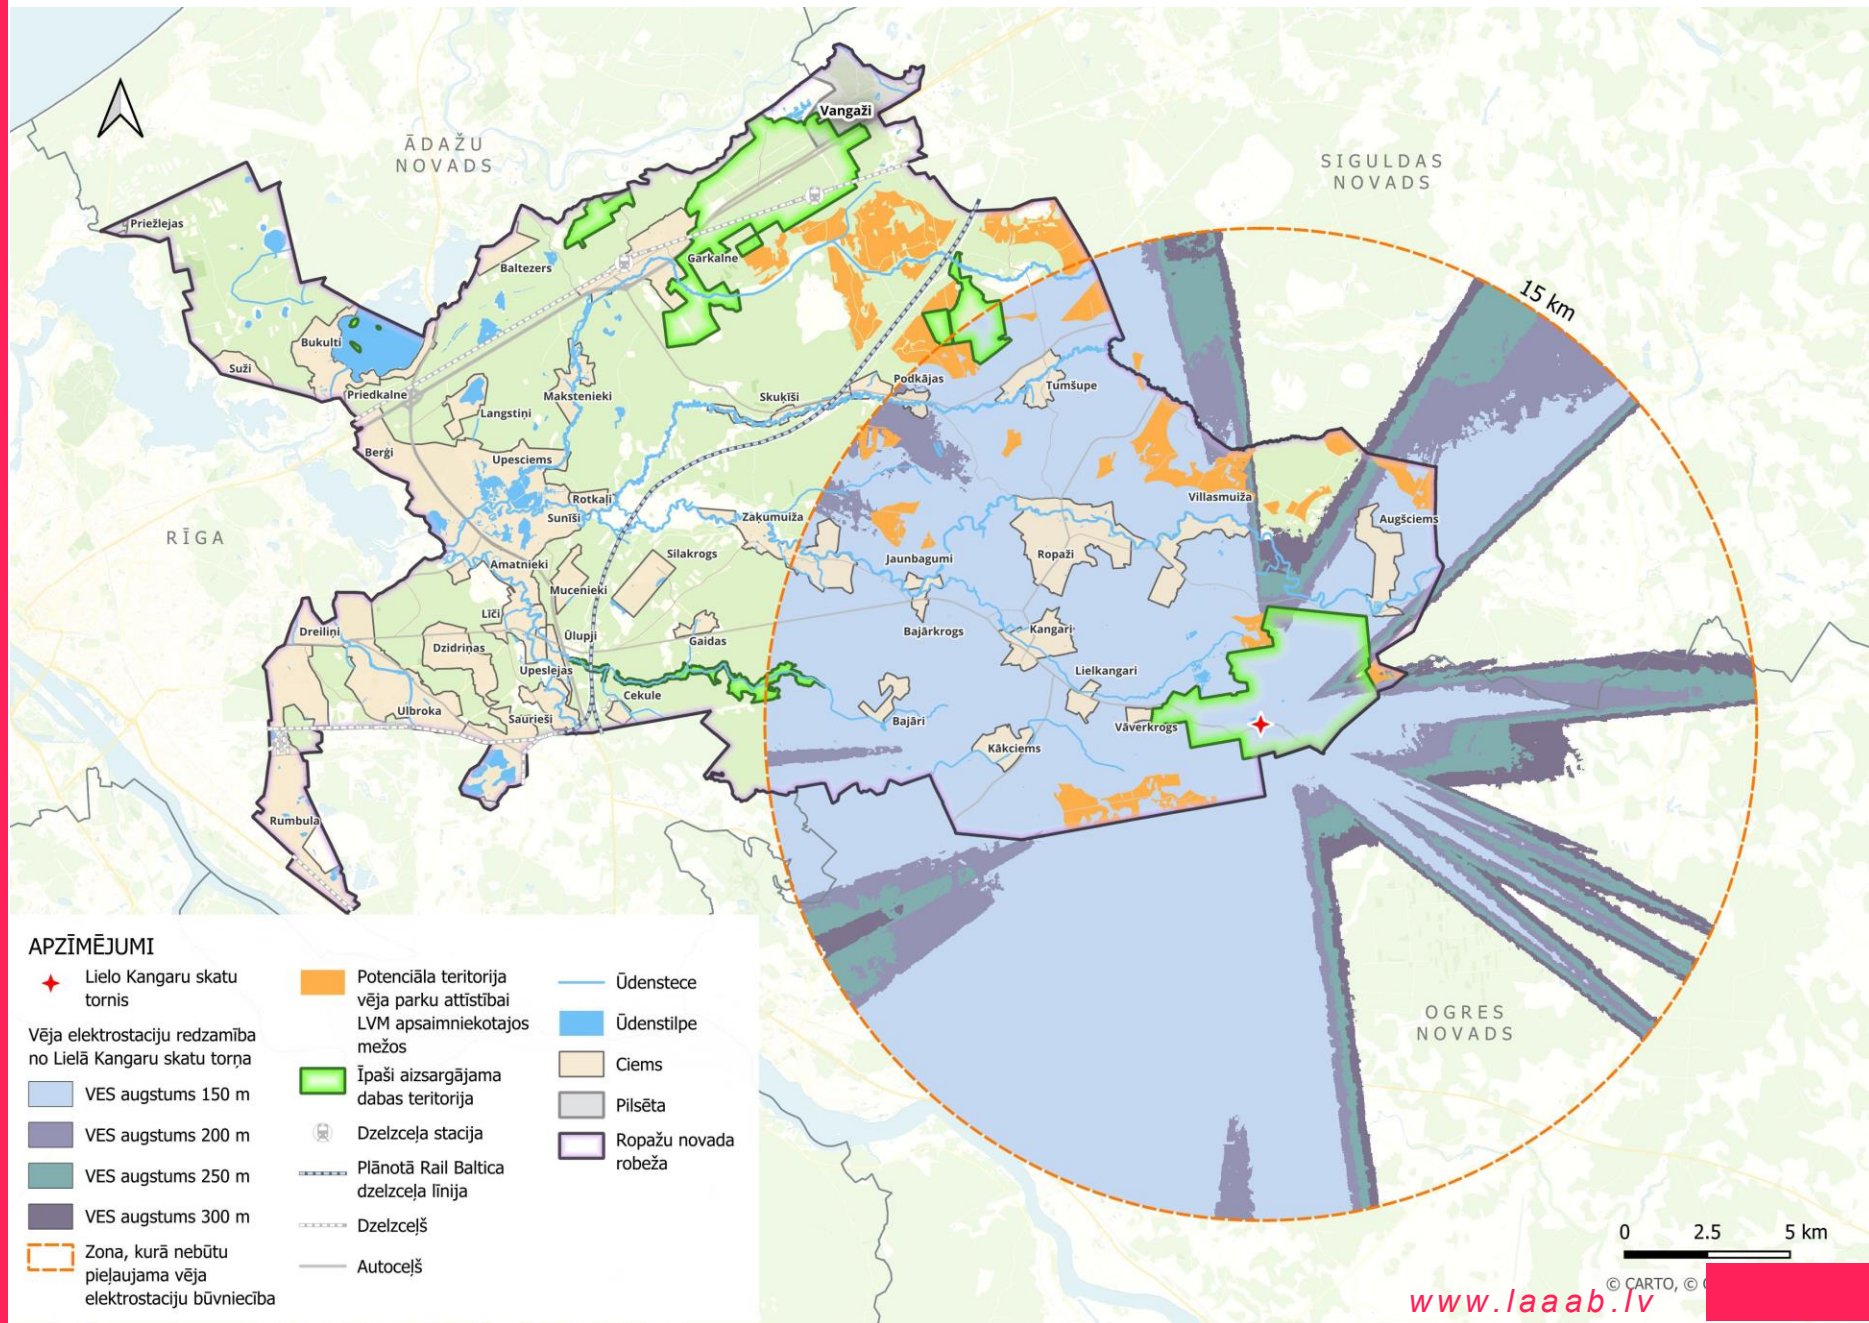 Vangaži
ĀDAŽU
NOVADS
SIGULDAS
NOVADS
Priežlejas
Baltezers
Garkalne
15 km
Bukulti
Suži
Priedkalne
Langstiņi
Makstenieki
Skuķīši
Podkājas
Tumšupe
Berģi
Upesciems
Rotkaļi
Sunīši
Zaķumuiža
Villasmuiža
Augšciems
RĪGA
Silakrogs
Jaunbagumi
Ropaži
Amatnieki
Mucenieki
Līči
Dreiliņi
Ūlupji
Gaidas
Bajārkrogs
Kangari
Dzidriņas
Upeslejas
Lielkangari
Cekule
Ulbroka
Saurieši
Bajāri
Vāverkrogs
Kākciems
Rumbula
OGRES
NOVADS
APZĪMĒJUMI
Lielo Kangaru skatu
tornis
Vēja elektrostaciju redzamība
no Lielā Kangaru skatu torņa
VES augstums 150 m
VES augstums 200 m
VES augstums 250 m
VES augstums 300 m
Zona, kurā nebūtu
pieļaujama vēja
elektrostaciju būvniecība
Potenciāla teritorija
vēja parku attīstībai
LVM apsaimniekotajos
mežos
Īpaši aizsargājama
dabas teritorija
Dzelzceļa stacija
Plānotā Rail Baltica
dzelzceļa līnija
Dzelzceļš
Autoceļš
Ūdenstece
Ūdenstilpe
Ciems
Pilsēta
Ropažu novada
robeža
0 2.5 5 km
© CARTO, ©
www.laaab.lv